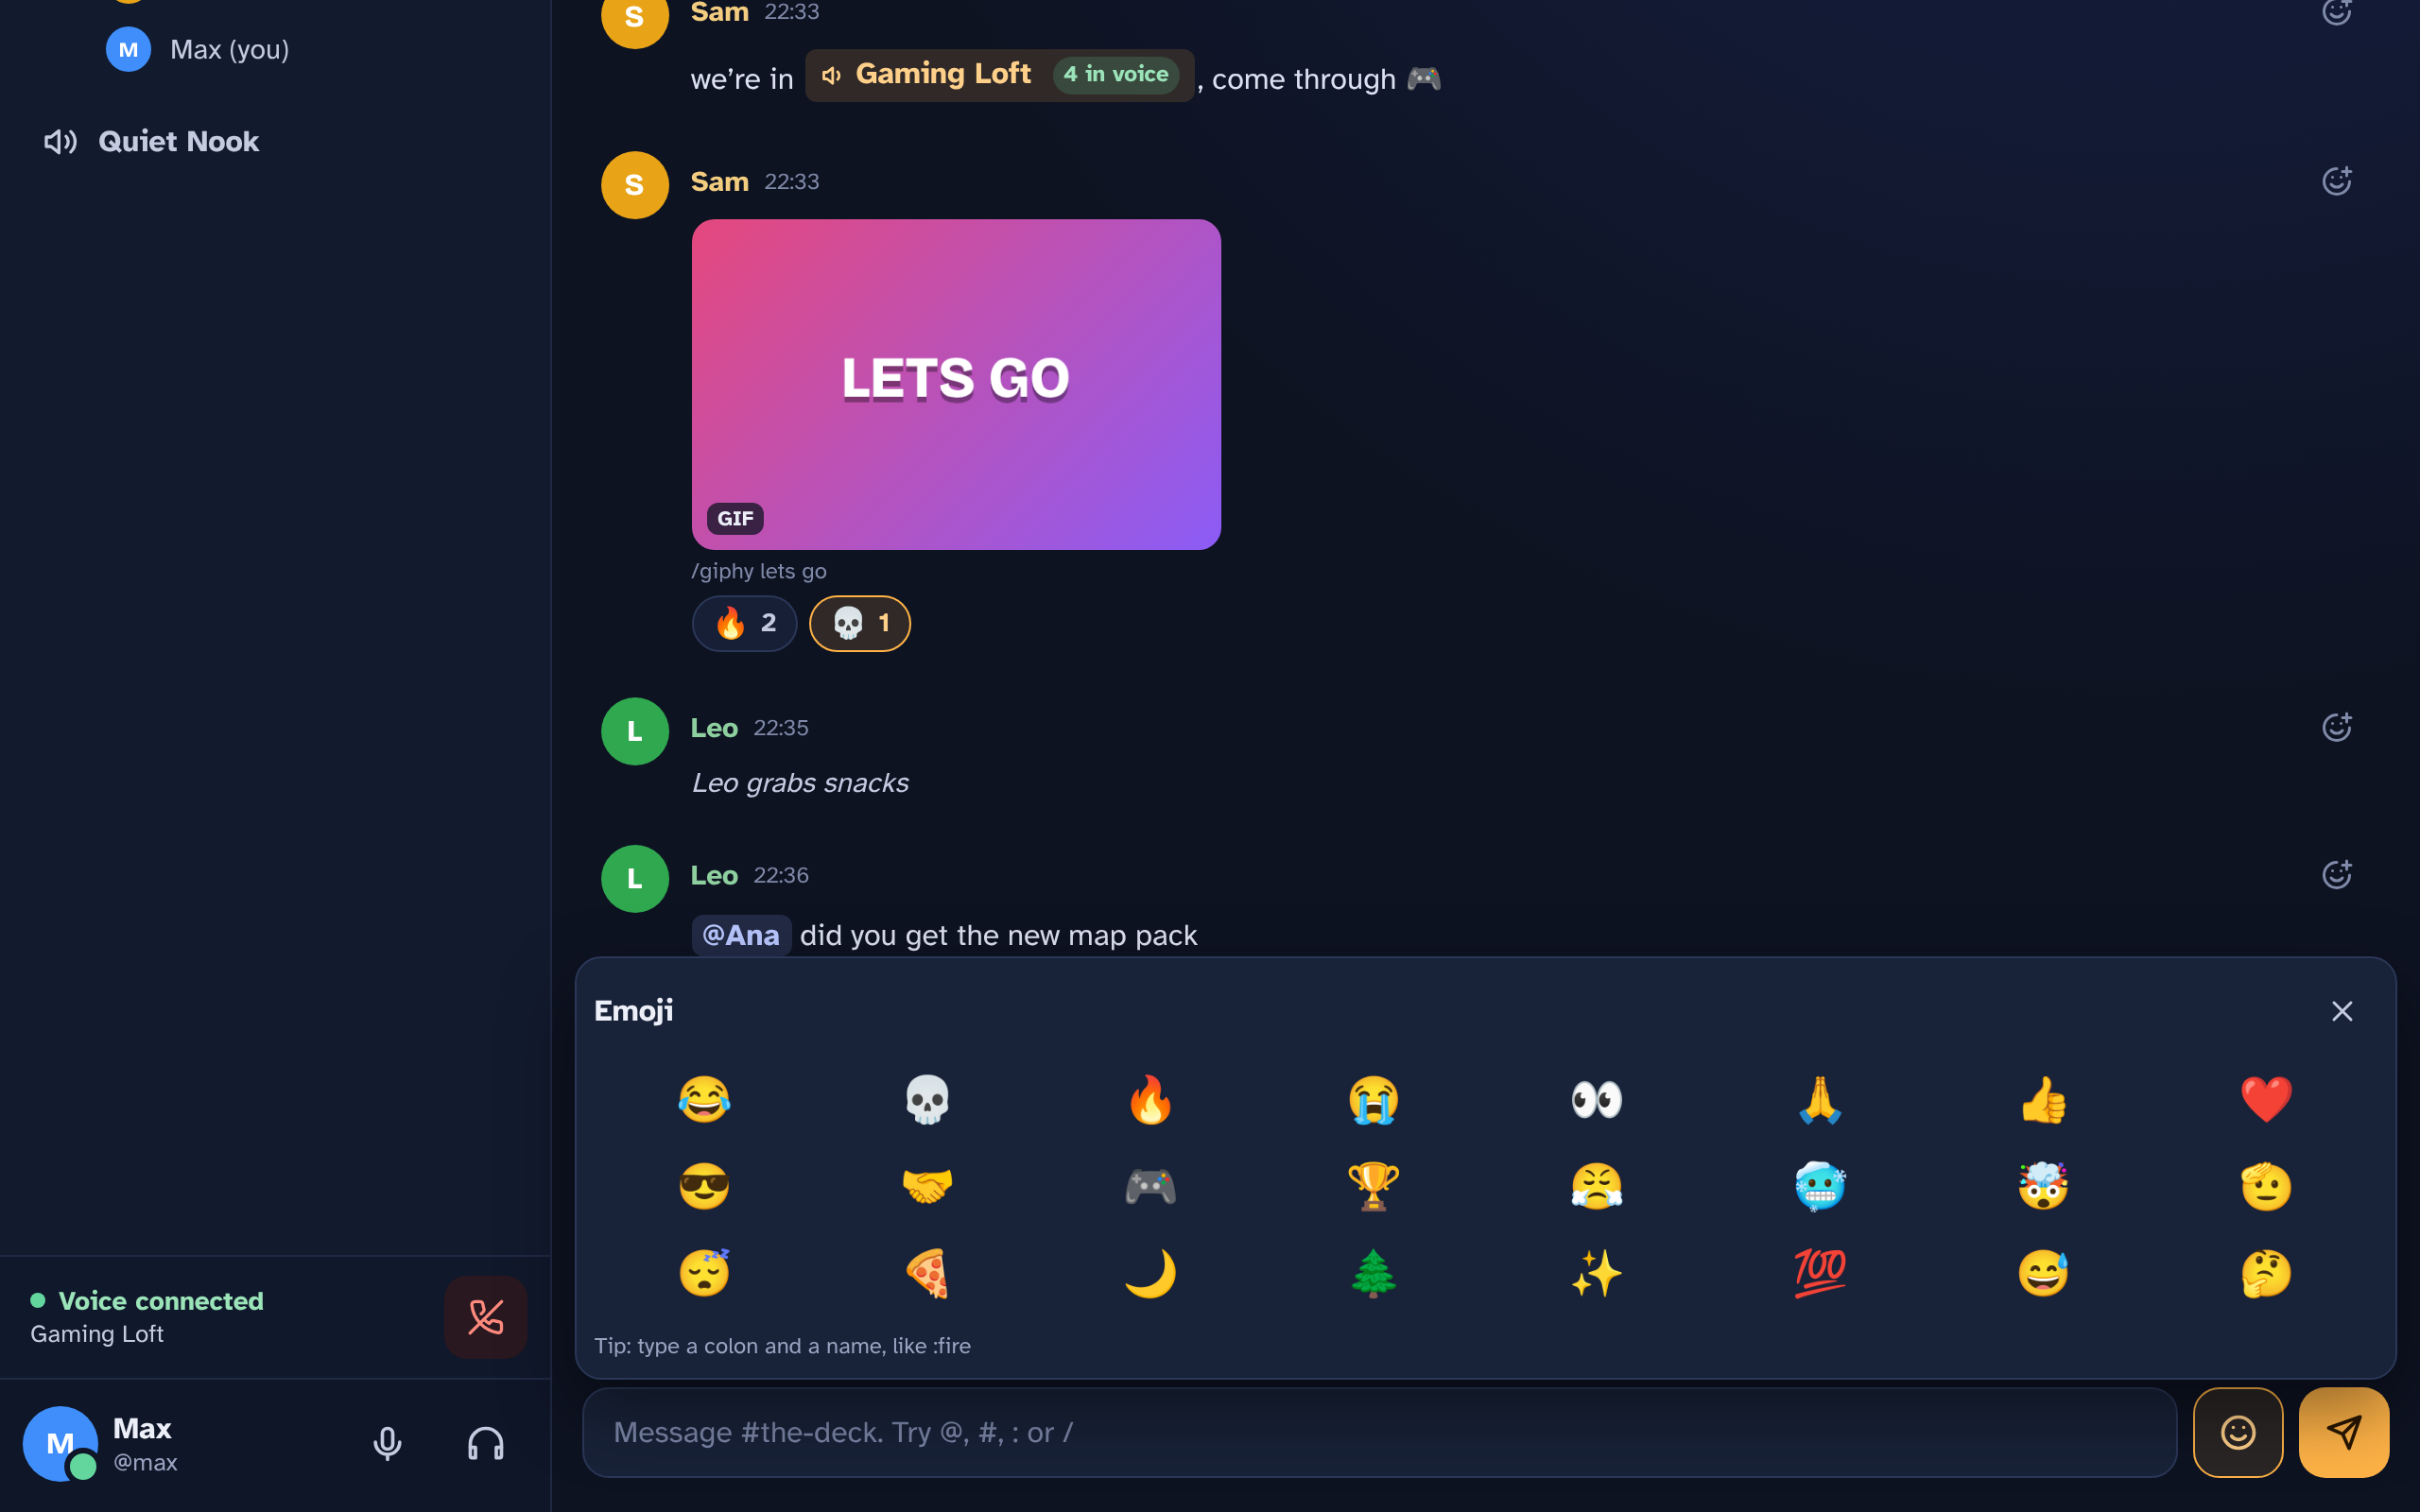 M Max (you)
Quiet Nook
S Sam 22:33
we’re in Gaming Loft 4 in voice, come through 🎮
S Sam 22:33
LETS GO
GIF
/giphy lets go
🔥 2 💀 1
L Leo 22:35
Leo grabs snacks
L Leo 22:36
@Ana did you get the new map pack
Emoji
😂 💀 🔥 😭 👀 🙏 👍 ❤️
😎 🤝 🎮 🏆 😤 🥶 🤯 🫡
😴 🍕 🌙 🌲 ✨ 💯 😅 🤔
Tip: type a colon and a name, like :fire
Voice connected
Gaming Loft
M Max
@max
Message #the-deck. Try @, #, : or /